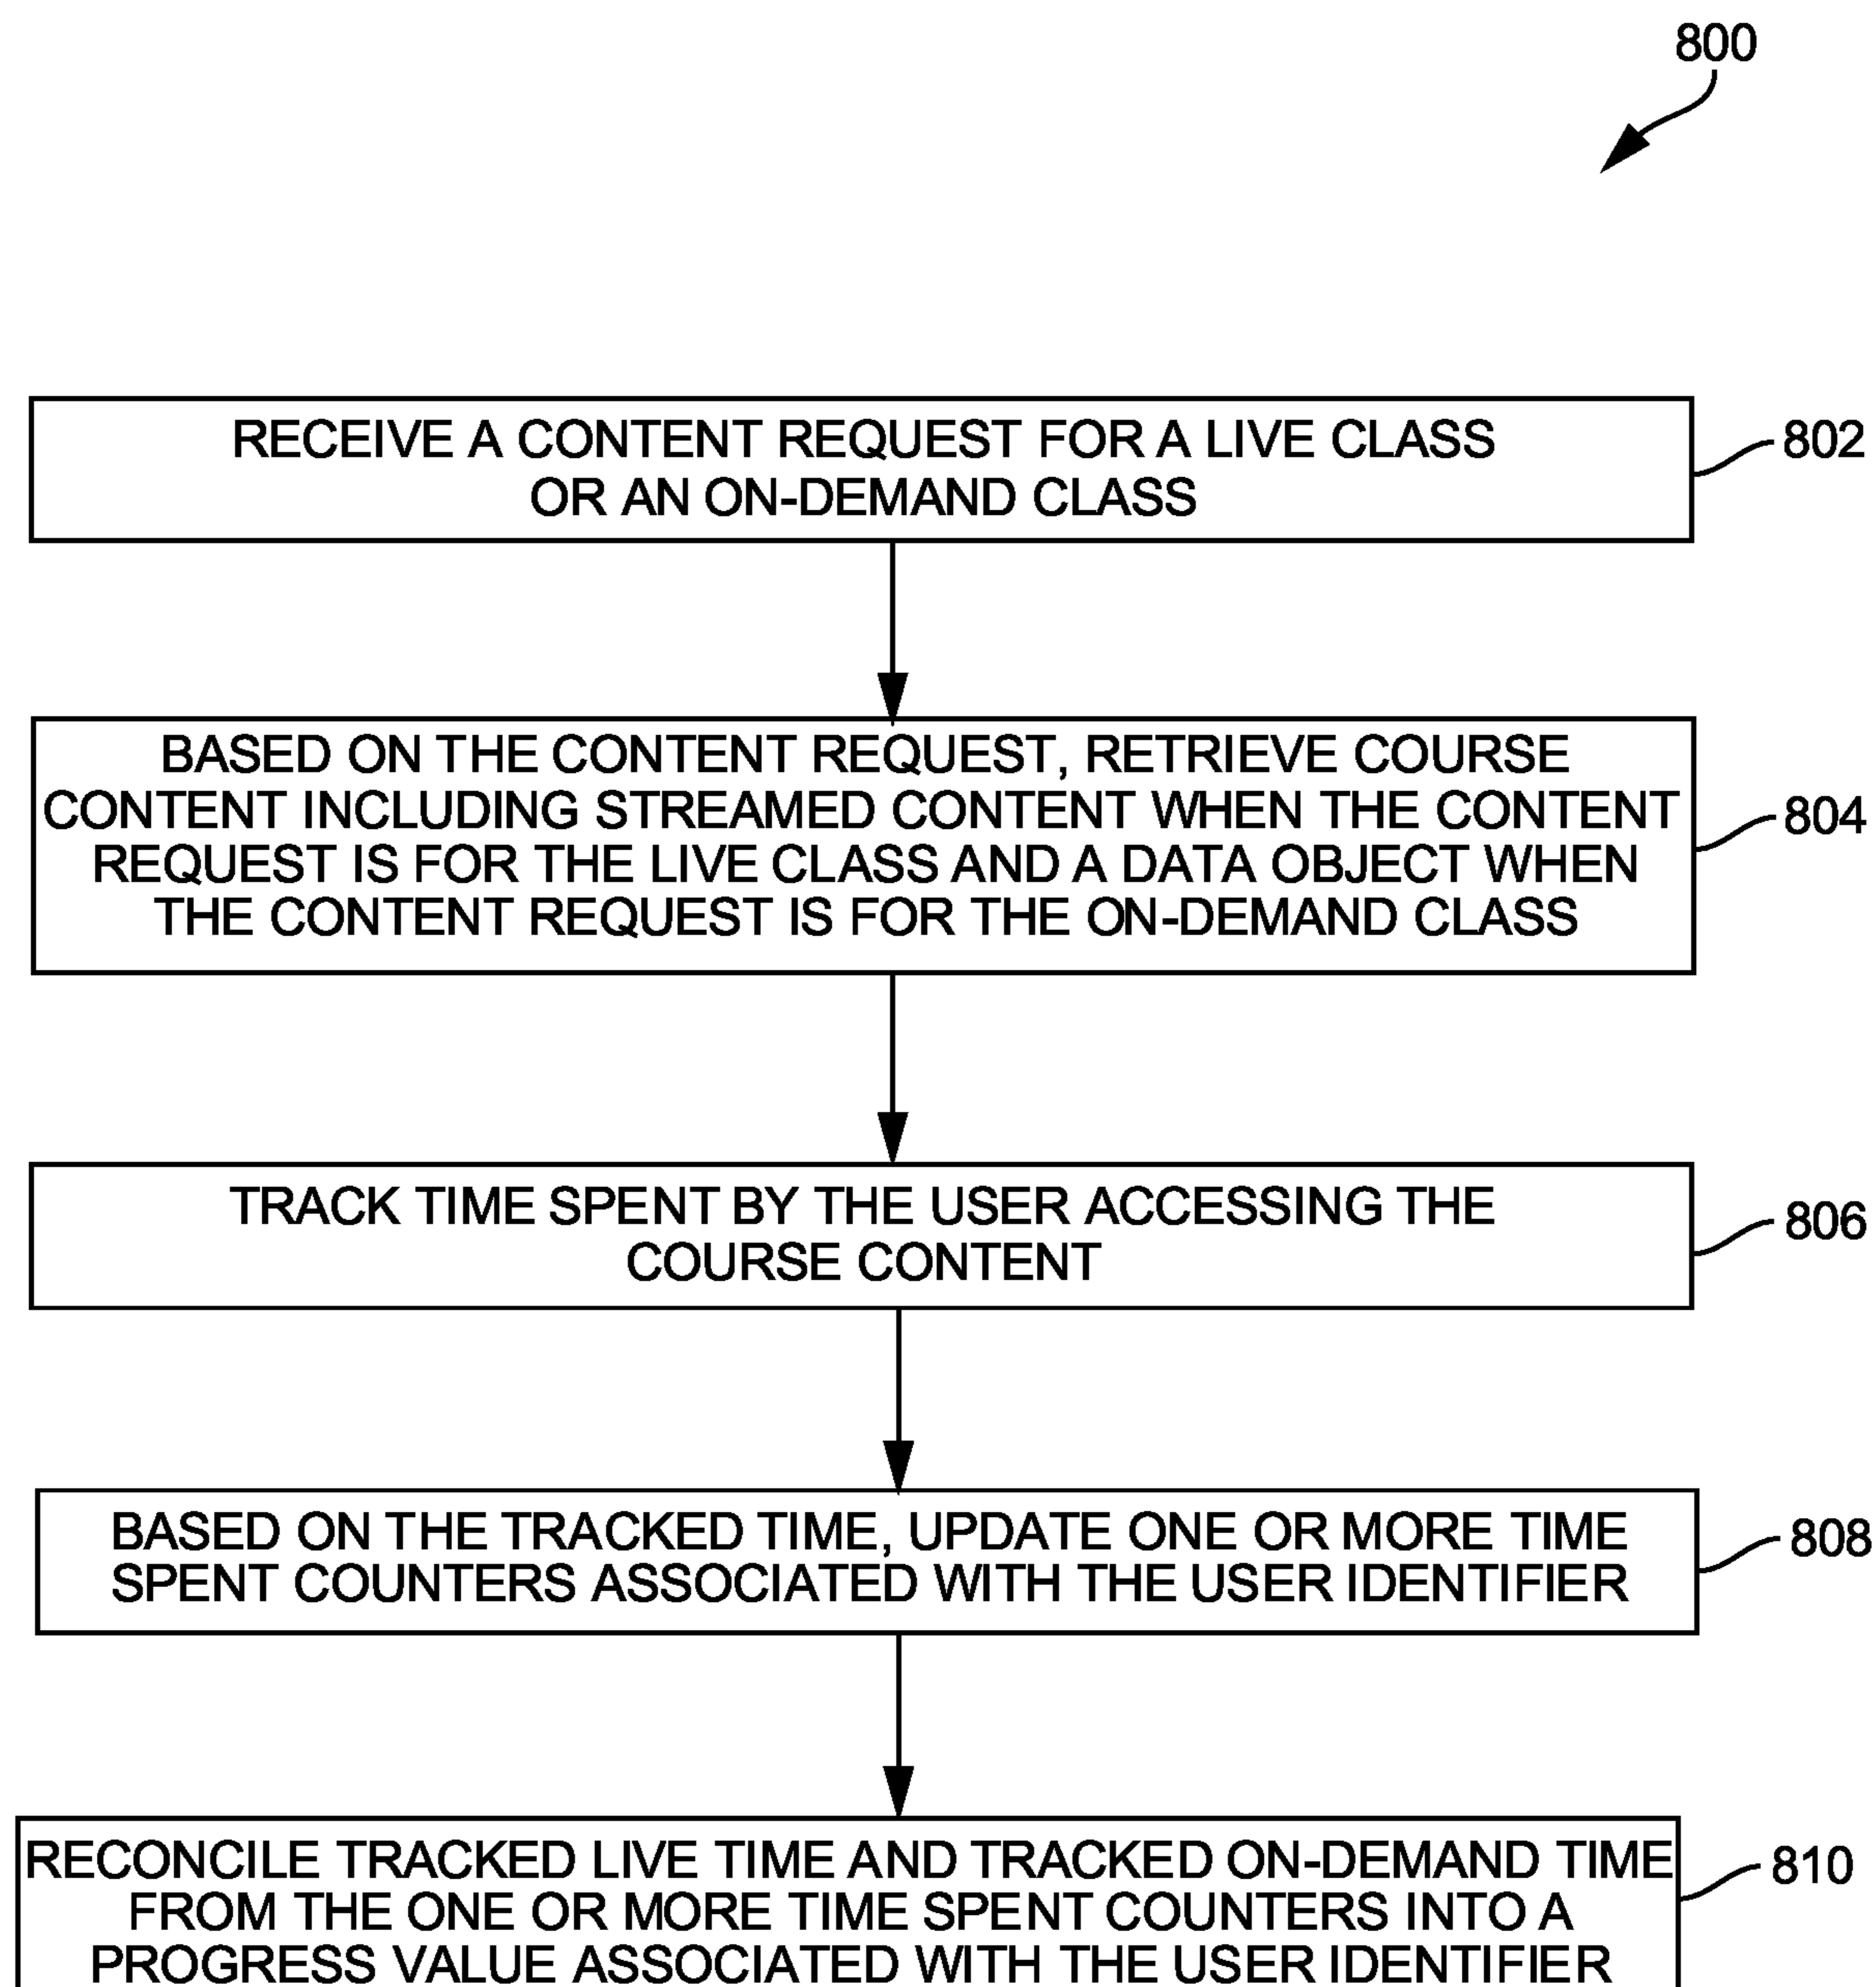 800
RECEIVE A CONTENT REQUEST FOR A LIVE CLASS
OR AN ON-DEMAND CLASS
802
BASED ON THE CONTENT REQUEST, RETRIEVE COURSE
CONTENT INCLUDING STREAMED CONTENT WHEN THE CONTENT
REQUEST IS FOR THE LIVE CLASS AND A DATA OBJECT WHEN
THE CONTENT REQUEST IS FOR THE ON-DEMAND CLASS
804
TRACK TIME SPENT BY THE USER ACCESSING THE
COURSE CONTENT
806
BASED ON THE TRACKED TIME, UPDATE ONE OR MORE TIME
SPENT COUNTERS ASSOCIATED WITH THE USER IDENTIFIER
808
RECONCILE TRACKED LIVE TIME AND TRACKED ON-DEMAND TIME
FROM THE ONE OR MORE TIME SPENT COUNTERS INTO A
PROGRESS VALUE ASSOCIATED WITH THE USER IDENTIFIER
810